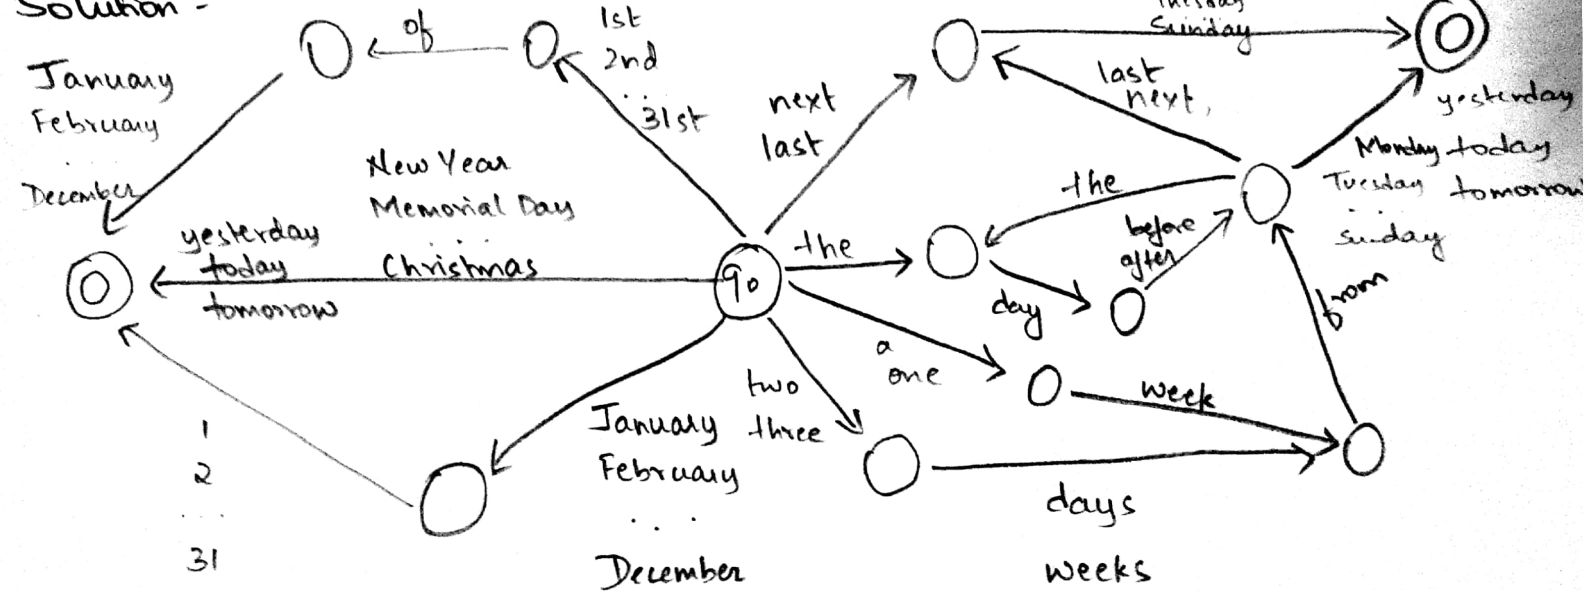 Solution -
of
1st
2nd
. .
31st
January
February
. .
December
New Year
Memorial Day
. .
Christmas
yesterday
today
tomorrow
next
last
Tuesday
Sunday
last
next,
yesterday
Monday today
Tuesday tomorrow
. .
Sunday
the
the
before
after
day
q0
a
one
week
from
two
three
January
February
. . .
December
days
weeks
1
2
. . .
31